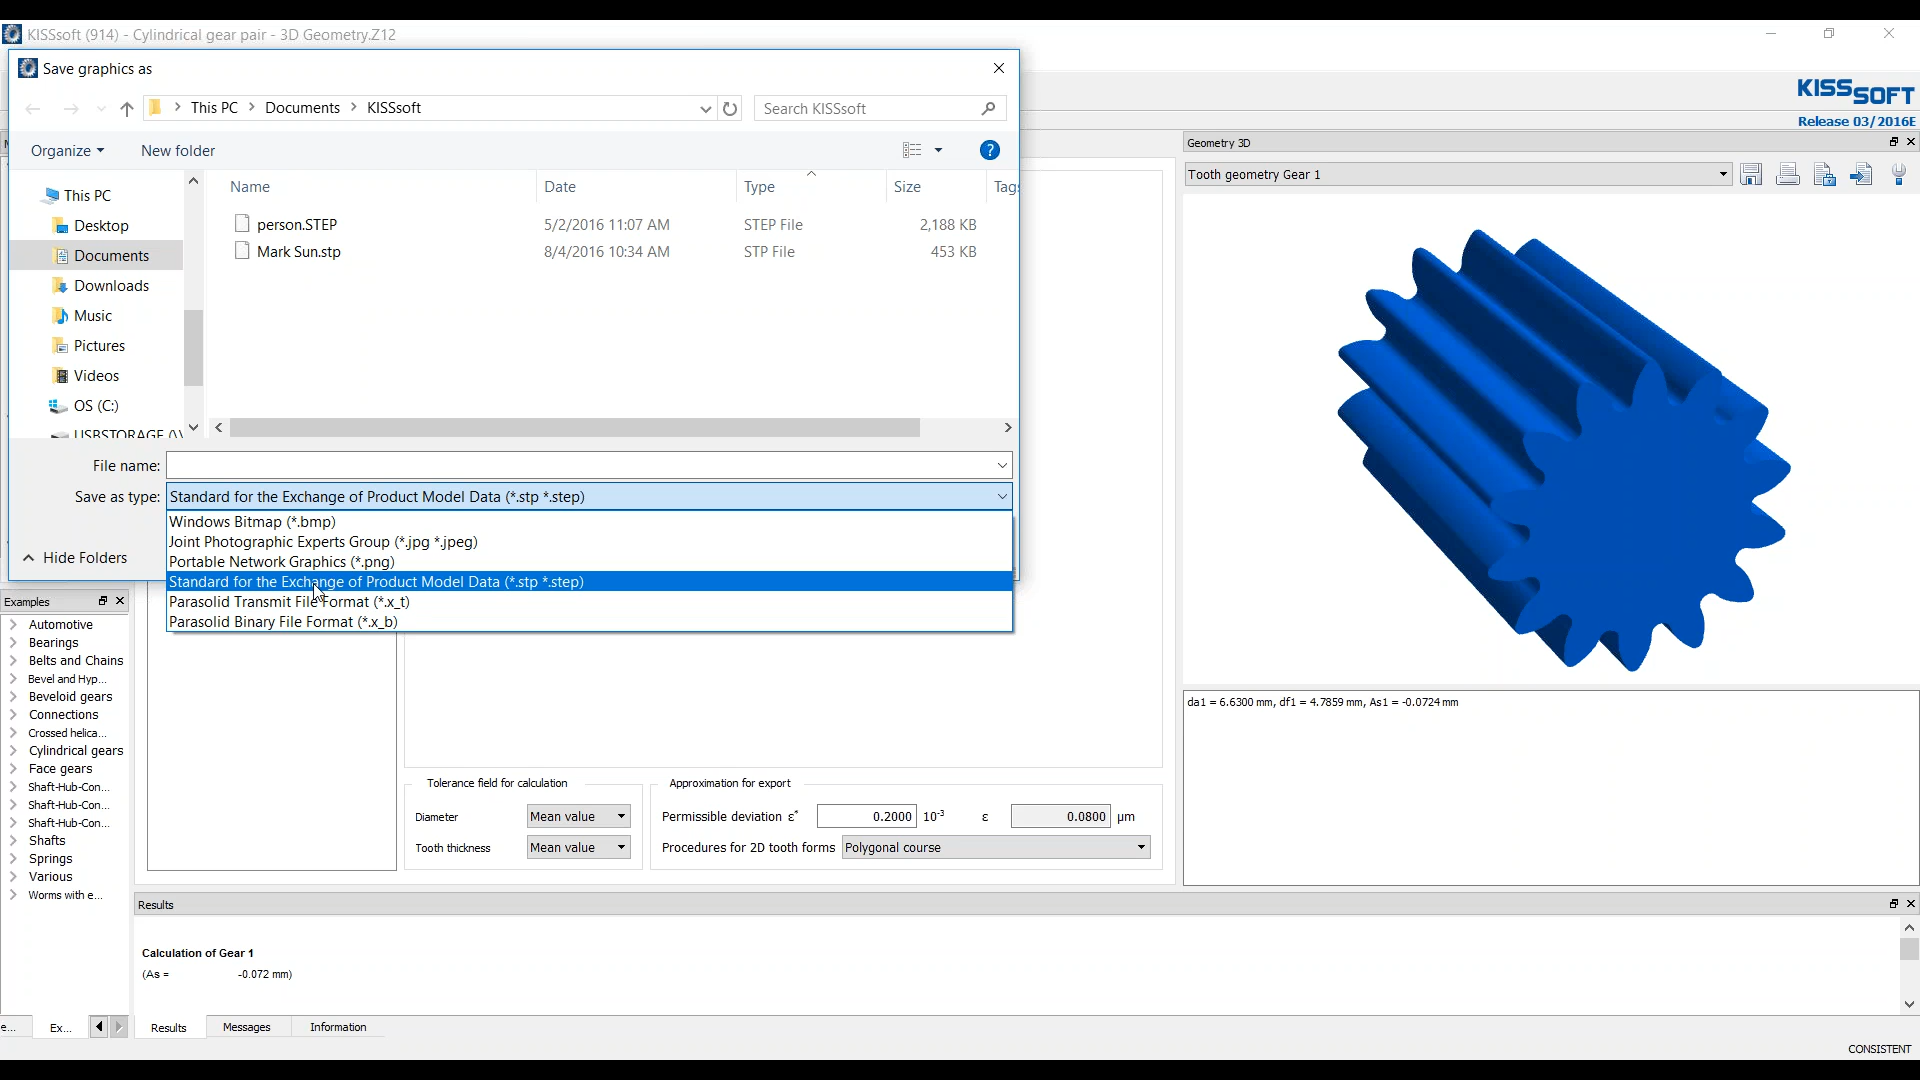 KISSsoft (914) - Cylindrical gear pair - 3D Geometry.Z12
Save graphics as
This PC > Documents > KISSsoft
Search KISSsoft
Organize
New folder
?
KISSSOFT
Release 03/2016E
Geometry 3D
Tooth geometry Gear 1
This PC
Desktop
Documents
Downloads
Music
Pictures
Videos
OS (C:)
USBSTORAGE (\\
Name Date Type Size Tags
person.STEP 5/2/2016 11:07 AM STEP File 2,188 KB
Mark Sun.stp 8/4/2016 10:34 AM STP File 453 KB
File name:
Save as type: Standard for the Exchange of Product Model Data (*.stp *.step)
Windows Bitmap (*.bmp)
Joint Photographic Experts Group (*.jpg *.jpeg)
Portable Network Graphics (*.png)
Standard for the Exchange of Product Model Data (*.stp *.step)
Parasolid Transmit File Format (*.x_t)
Parasolid Binary File Format (*.x_b)
Hide Folders
Examples
Automotive
Bearings
Belts and Chains
Bevel and Hyp...
Beveloid gears
Connections
Crossed helica...
Cylindrical gears
Face gears
Shaft-Hub-Con...
Shaft-Hub-Con...
Shaft-Hub-Con...
Shafts
Springs
Various
Worms with e...
e... Ex...
da1 = 6.6300 mm, df1 = 4.7859 mm, As1 = -0.0724 mm
Tolerance field for calculation
Diameter Mean value
Tooth thickness Mean value
Approximation for export
Permissible deviation ε* 0.2000 10-3 ε 0.0800 µm
Procedures for 2D tooth forms Polygonal course
Results
Calculation of Gear 1
(As = -0.072 mm)
Results Messages Information
CONSISTENT